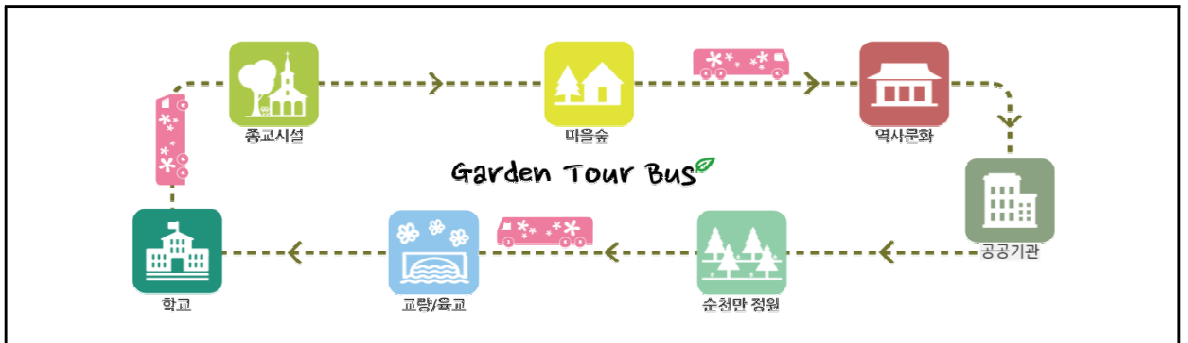 종교시설
마을숲
역사문화
Garden Tour Bus
공공기관
학교
교량/육교
순천만 정원